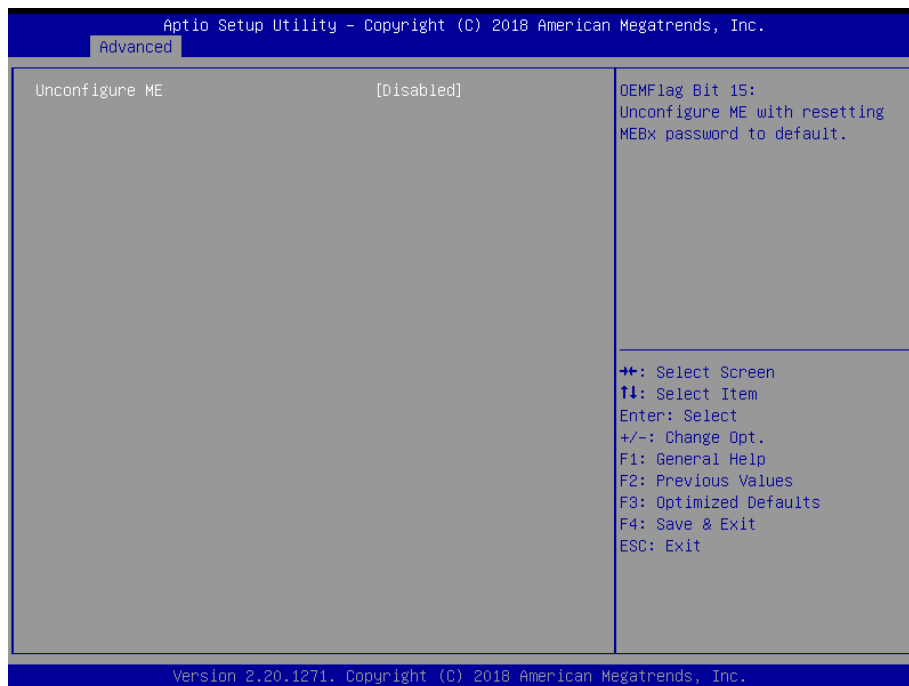 Aptio Setup Utility – Copyright (C) 2018 American Megatrends, Inc.
Advanced
Unconfigure ME [Disabled]
OEMFlag Bit 15:
Unconfigure ME with resetting
MEBx password to default.
→←: Select Screen
↑↓: Select Item
Enter: Select
+/-: Change Opt.
F1: General Help
F2: Previous Values
F3: Optimized Defaults
F4: Save & Exit
ESC: Exit
Version 2.20.1271. Copyright (C) 2018 American Megatrends, Inc.